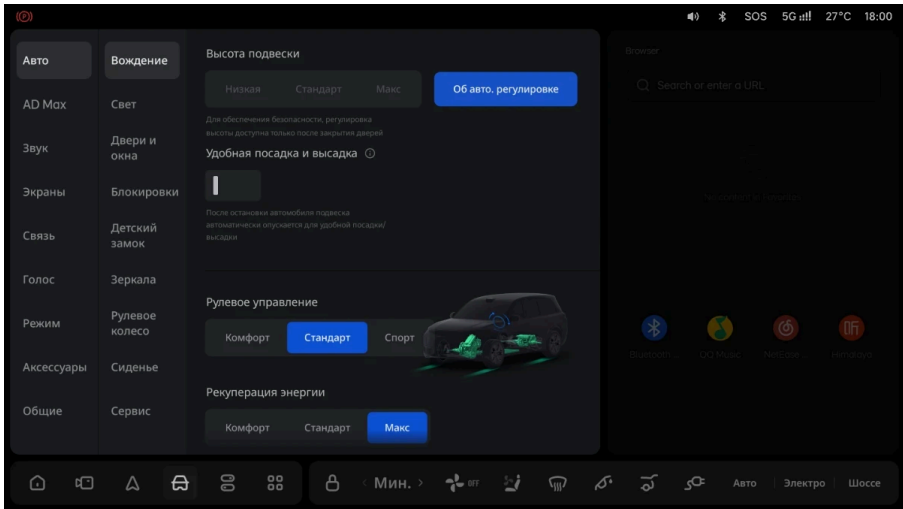 SOS 5G 27°C 18:00
Авто
AD Max
Звук
Экраны
Связь
Голос
Режим
Аксессуары
Общие
Вождение
Свет
Двери и
окна
Блокировки
Детский
замок
Зеркала
Рулевое
колесо
Сиденье
Сервис
Высота подвески
Низкая Стандарт Макс
Об авто. регулировке
Для обеспечения безопасности, регулировка
высоты доступна только после закрытия дверей
Удобная посадка и высадка
После остановки автомобиля подвеска
автоматически опускается для удобной посадки/
высадки
Рулевое управление
Комфорт Стандарт Спорт
Рекуперация энергии
Комфорт Стандарт Макс
Browser
Search or enter a URL
Bluetooth ...
QQ Music
NetEase...
Himalaya
< Мин. >
OFF
Авто Электро Шоссе